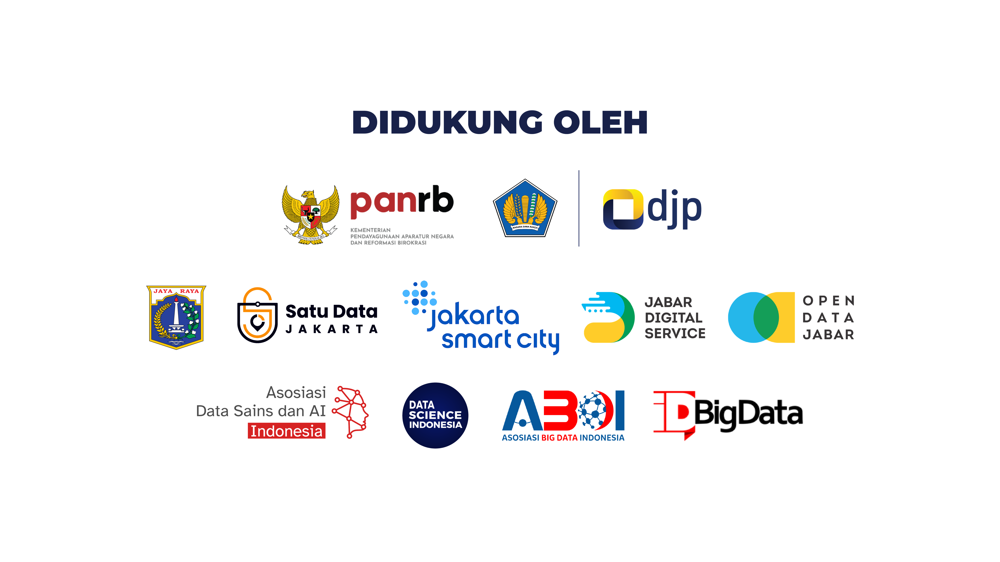 DIDUKUNG OLEH
BHINNEKA TUNGGAL IKA
panrb
KEMENTERIAN
PENDAYAGUNAAN APARATUR NEGARA
DAN REFORMASI BIROKRASI
NAGARA DANA RAKÇA
djp
JAYA RAYA
Satu Data
JAKARTA
jakarta
smart city
JABAR
DIGITAL
SERVICE
OPEN
DATA
JABAR
Asosiasi
Data Sains dan AI
Indonesia
DATA
SCIENCE
INDONESIA
ABDI
ASOSIASI BIG DATA INDONESIA
IDBigData